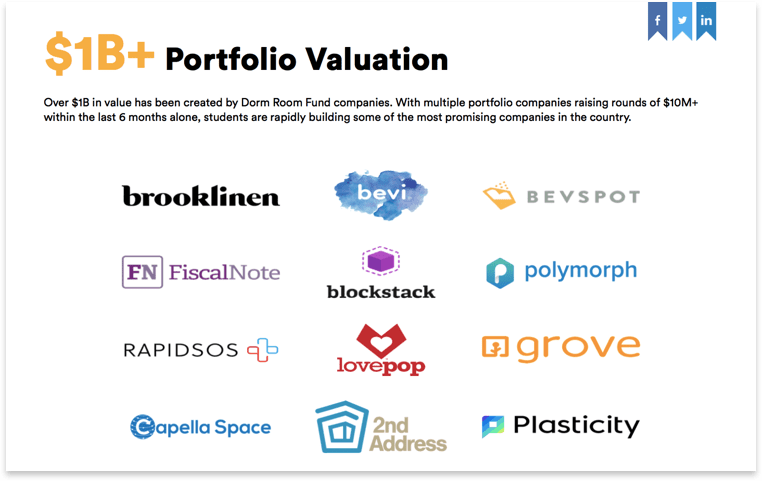 f
in
$1B+ Portfolio Valuation
Over $1B in value has been created by Dorm Room Fund companies. With multiple portfolio companies raising rounds of $10M+
within the last 6 months alone, students are rapidly building some of the most promising companies in the country.
brooklinen
bevi
BEVSPOT
FN FiscalNote
blockstack
polymorph
RAPIDSOS
lovepop
grove
Capella Space
2nd
Address
Plasticity